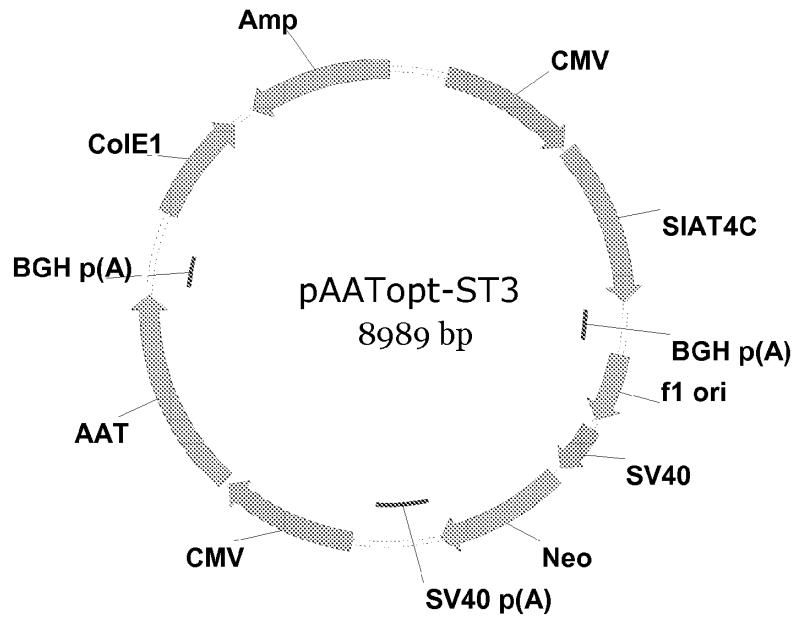 Amp
CMV
ColE1
SIAT4C
BGH p(A)
pAATopt-ST3
8989 bp
BGH p(A)
f1 ori
AAT
SV40
CMV
Neo
SV40 p(A)